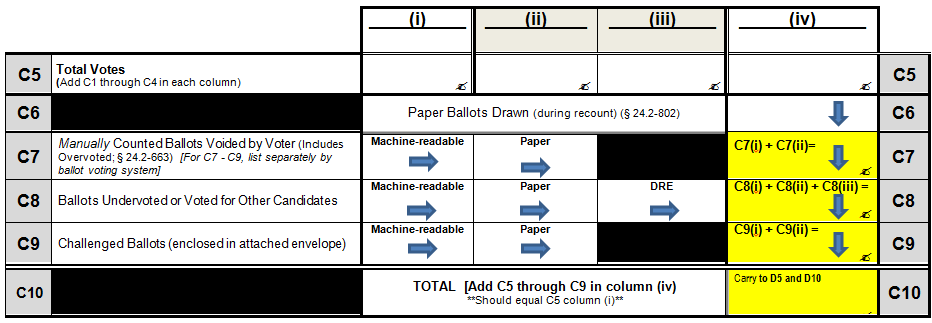 (i) (ii) (iii) (iv)
C5 Total Votes C5
(Add C1 through C4 in each column)
C6 Paper Ballots Drawn (during recount) (§ 24.2-802) C6
C7 Manually Counted Ballots Voided by Voter (Includes Machine-readable Paper C7(i) + C7(ii)= C7
Overvoted; § 24.2-663) [For C7 - C9, list separately by
ballot voting system]
C8 Ballots Undervoted or Voted for Other Candidates Machine-readable Paper DRE C8(i) + C8(ii) + C8(iii) = C8
C9 Challenged Ballots (enclosed in attached envelope) Machine-readable Paper C9(i) + C9(ii) = C9
C10 TOTAL [Add C5 through C9 in column (iv) Carry to D5 and D10 C10
**Should equal C5 column (i)**